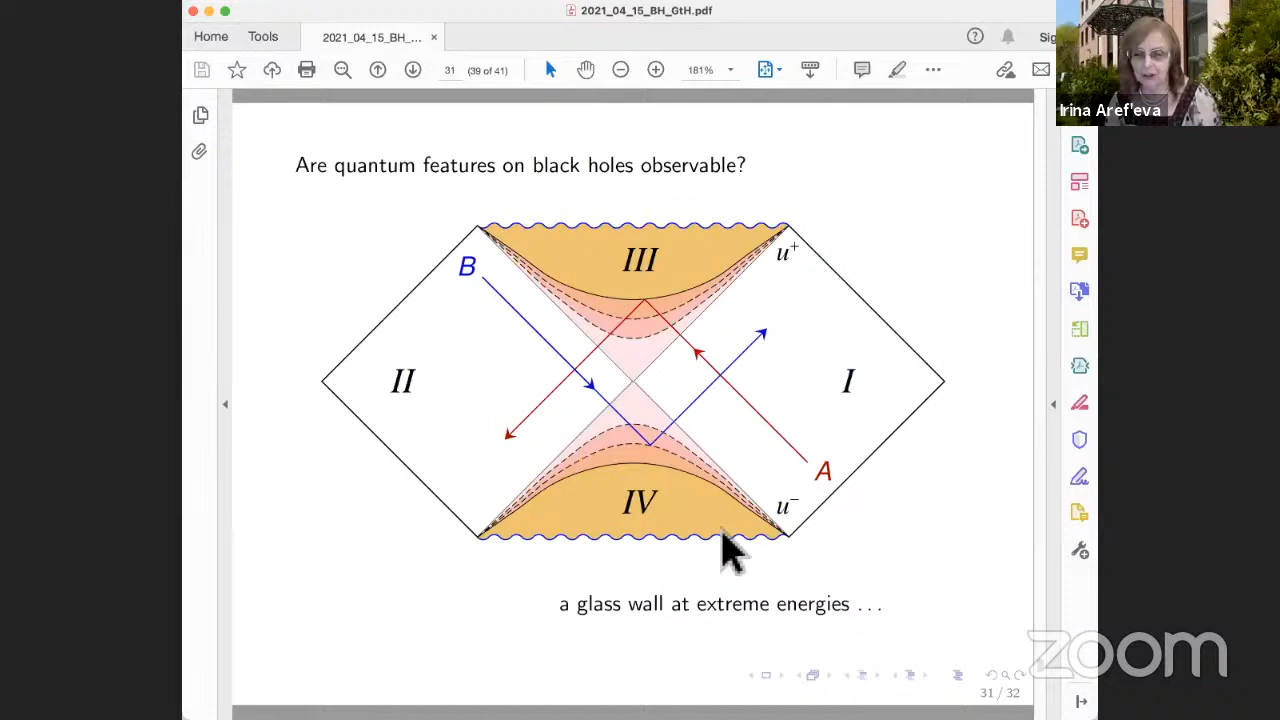 2021_04_15_BH_GtH.pdf
Home Tools 2021_04_15_BH_... × Sig
31 (39 of 41) 181%
Irina Aref'eva
Are quantum features on black holes observable?
III
u+
B
II
I
A
IV
u−
a glass wall at extreme energies ...
zoom
31 / 32